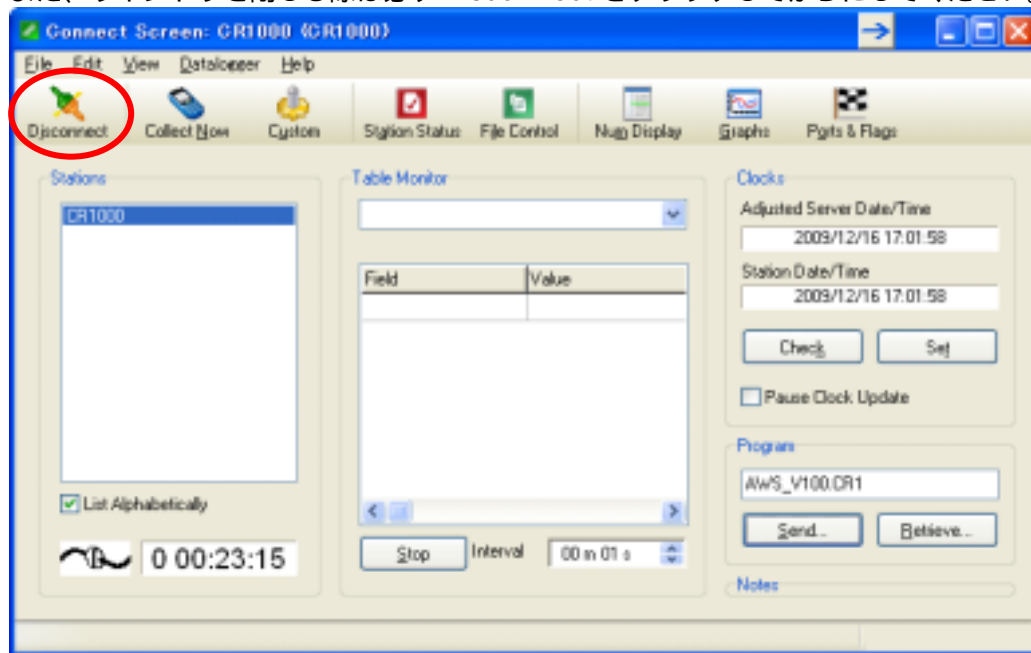 Connect Screen: CR1000 (CR1000)
File Edit View Datalogger Help
Disconnect Collect Now Custom Station Status File Control Num Display Graphs Ports & Flags
Stations
CR1000
List Alphabetically
0 00:23:15
Table Monitor
Field Value
Stop Interval 00 m 01 s
Clocks
Adjusted Server Date/Time
2009/12/16 17:01:58
Station Date/Time
2009/12/16 17:01:58
Check Set
Pause Clock Update
Program
AWS_V100.CR1
Send... Retrieve...
Notes